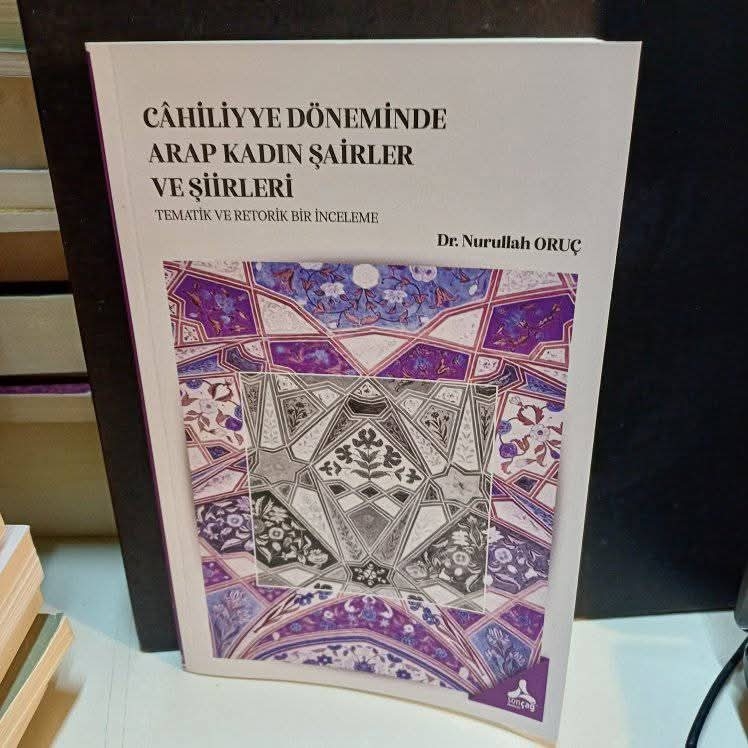 CÂHİLİYYE DÖNEMİNDE
ARAP KADIN ŞAİRLER
VE ŞİİRLERİ
TEMATİK VE RETORİK BİR İNCELEME
Dr. Nurullah ORUÇ
sonçağ